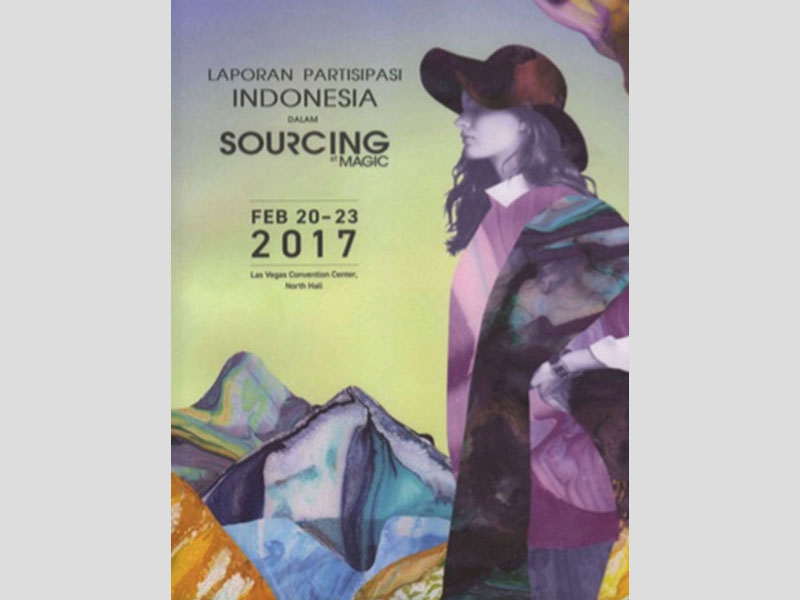 LAPORAN PARTISIPASI
INDONESIA
DALAM
SOURCING
at MAGIC
FEB 20–23
2017
Las Vegas Convention Center,
North Hall